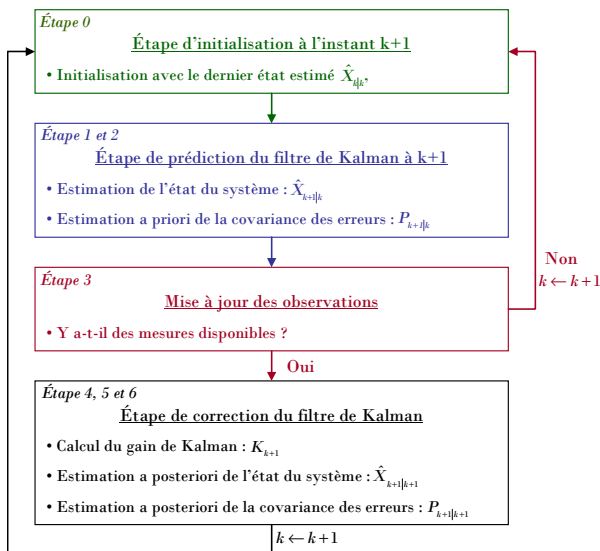 Étape 0
Étape d'initialisation à l'instant k+1
• Initialisation avec le dernier état estimé X̂_{k|k},
Étape 1 et 2
Étape de prédiction du filtre de Kalman à k+1
• Estimation de l'état du système : X̂_{k+1|k}
• Estimation a priori de la covariance des erreurs : P_{k+1|k}
Non
k ← k+1
Étape 3
Mise à jour des observations
• Y a-t-il des mesures disponibles ?
Oui
Étape 4, 5 et 6
Étape de correction du filtre de Kalman
• Calcul du gain de Kalman : K_{k+1}
• Estimation a posteriori de l'état du système : X̂_{k+1|k+1}
• Estimation a posteriori de la covariance des erreurs : P_{k+1|k+1}
k ← k+1